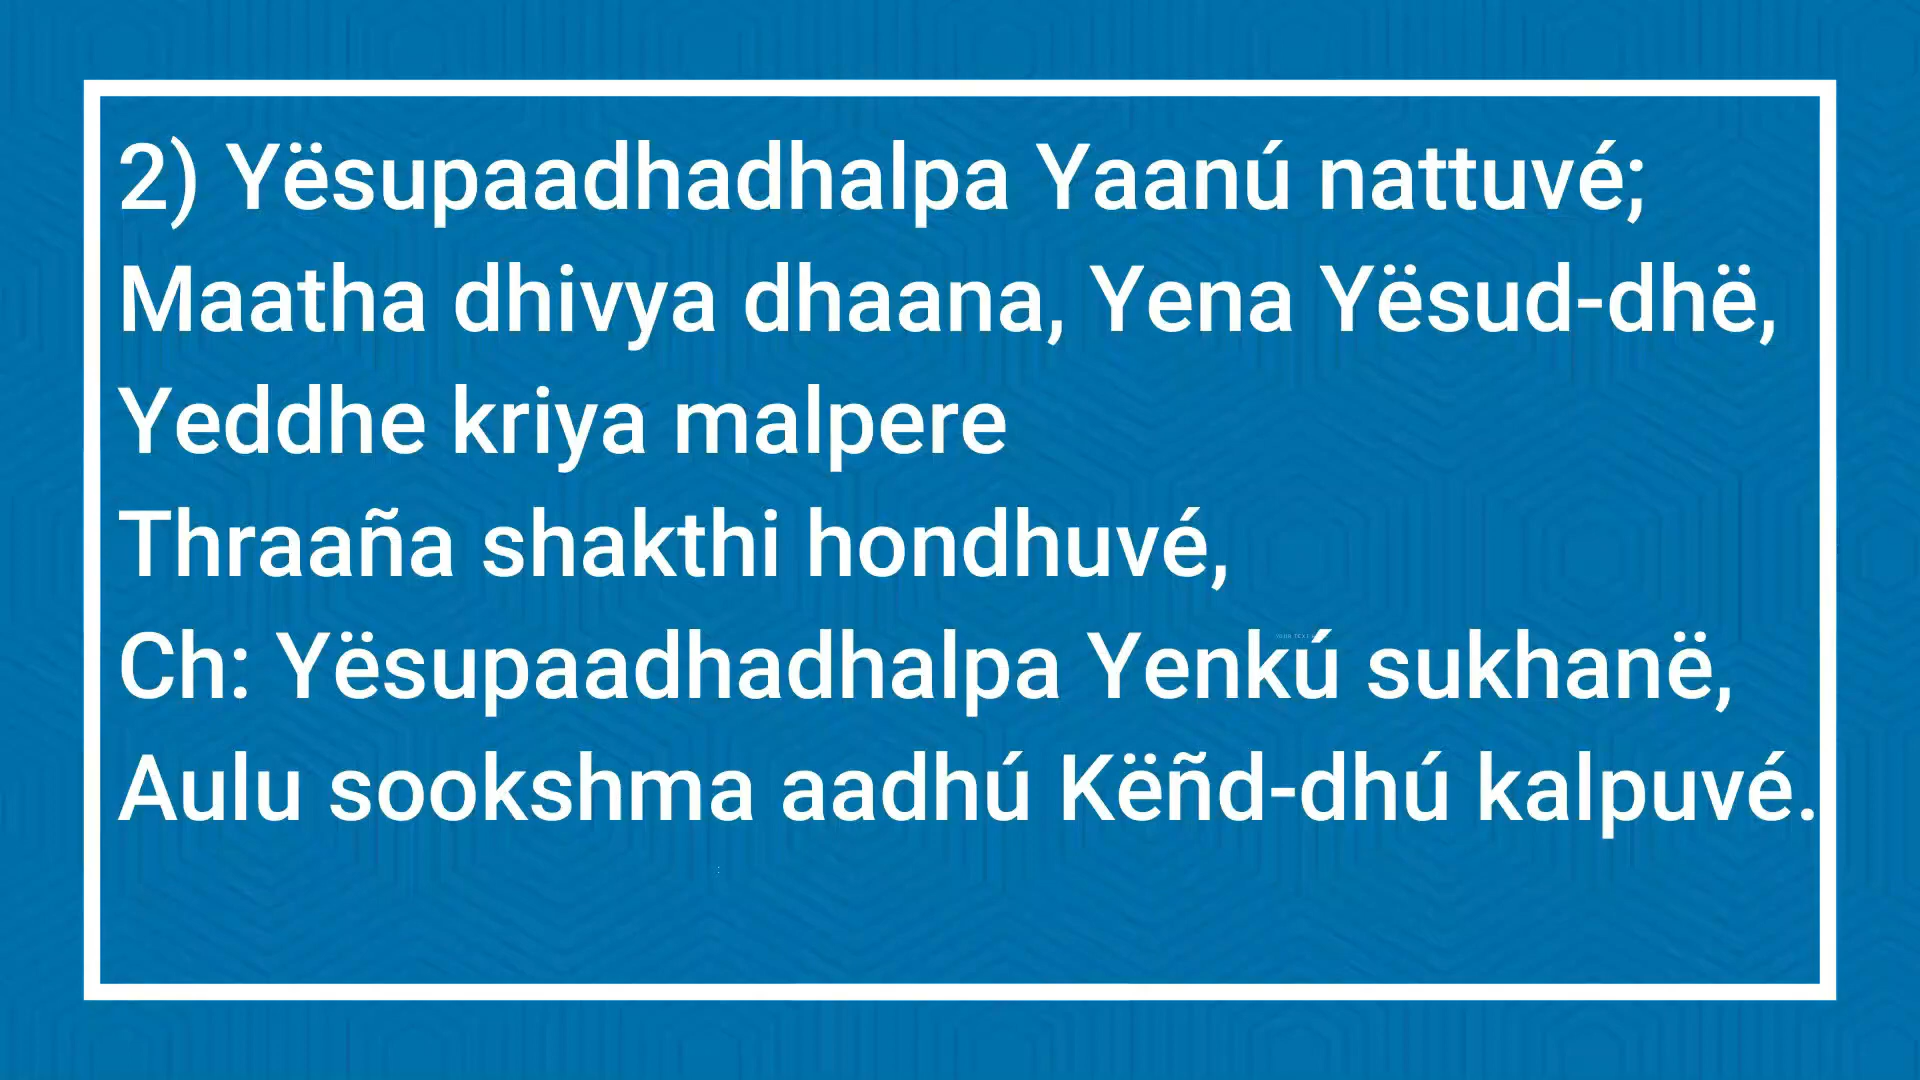 2) Yësupaadhadhalpa Yaanú nattuvé;
Maatha dhivya dhaana, Yena Yësud-dhë,
Yeddhe kriya malpere
Thraaña shakthi hondhuvé,
Ch: Yësupaadhadhalpa Yenkú sukhanë,
Aulu sookshma aadhú Këñd-dhú kalpuvé.